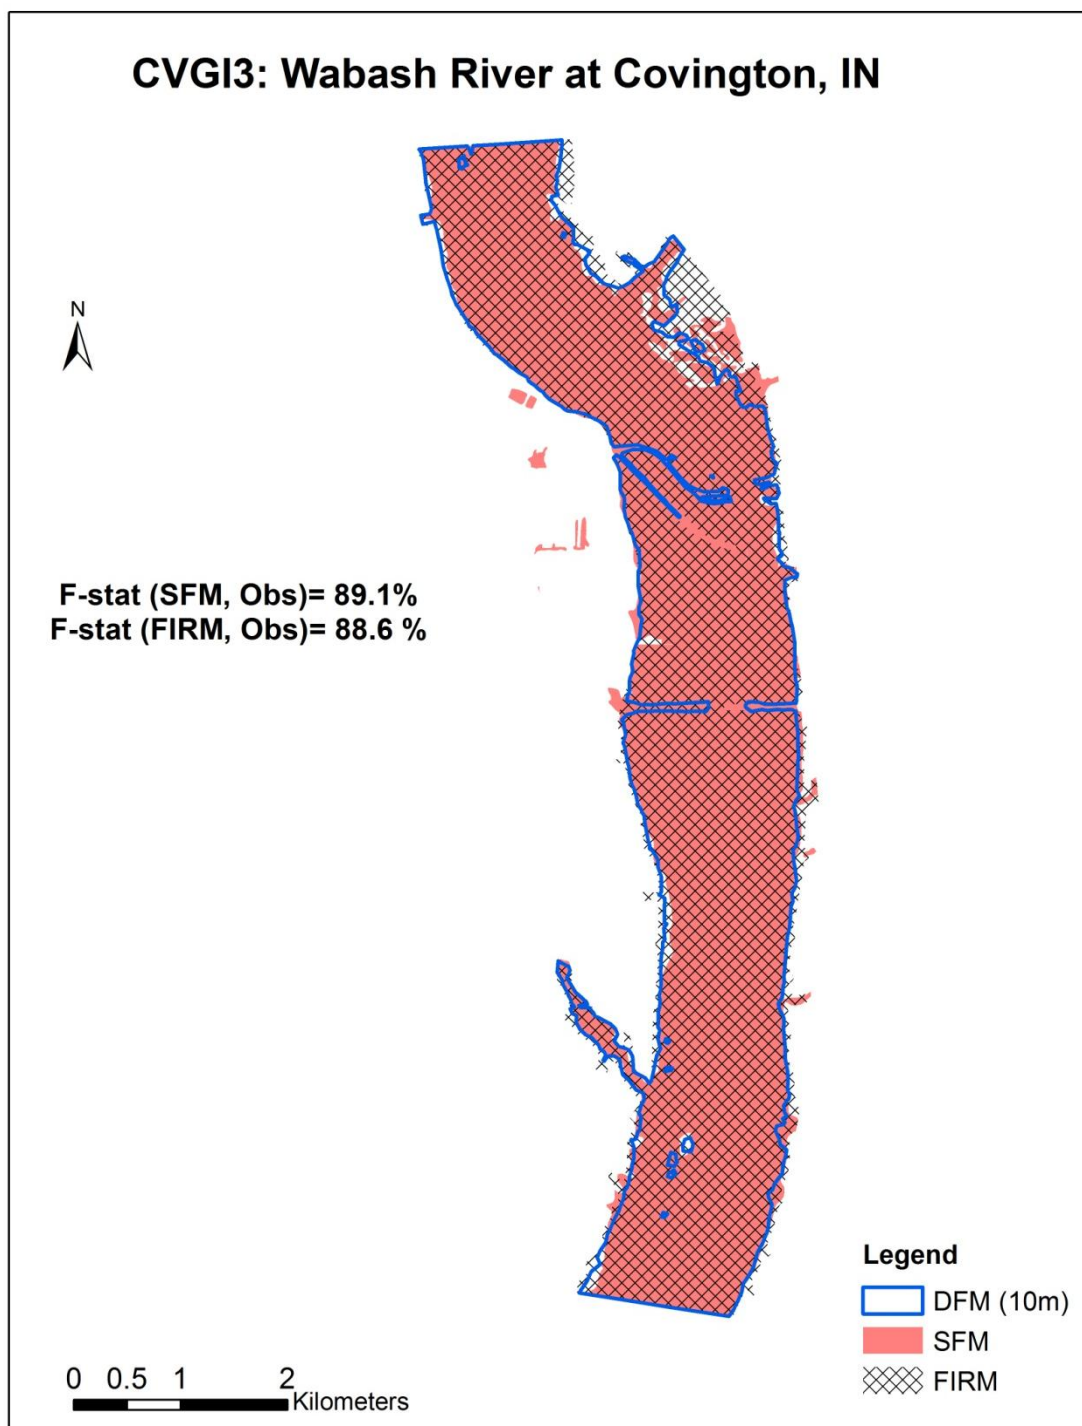 CVGI3: Wabash River at Covington, IN
N
F-stat (SFM, Obs)= 89.1%
F-stat (FIRM, Obs)= 88.6 %
Legend
DFM (10m)
SFM
FIRM
0 0.5 1 2
Kilometers